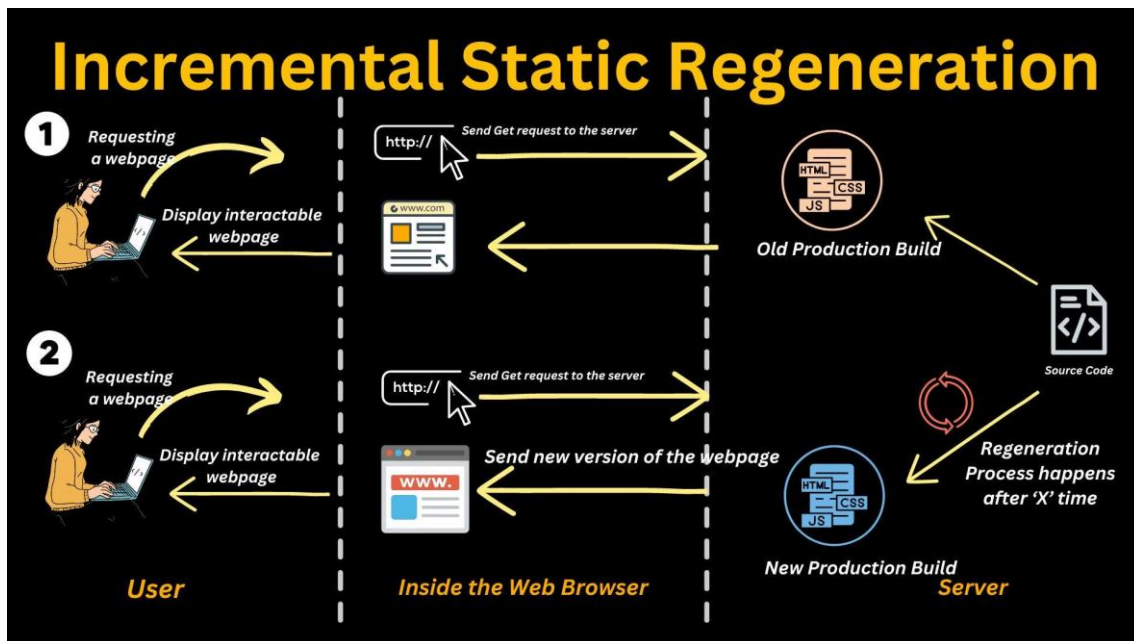 Incremental Static Regeneration
1
Requesting
a webpage
Display interactable
webpage
http://
Send Get request to the server
www.com
HTML
CSS
JS
Old Production Build
</>
</>
Source Code
2
Requesting
a webpage
Display interactable
webpage
</>
http://
Send Get request to the server
www.
Send new version of the webpage
HTML
CSS
JS
New Production Build
Regeneration
Process happens
after ‘X’ time
User
Inside the Web Browser
Server